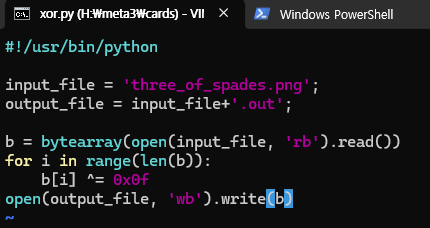 xor.py (H:₩meta3₩cards) - VII
Windows PowerShell
#!/usr/bin/python
input_file = 'three_of_spades.png';
output_file = input_file+'.out';
b = bytearray(open(input_file, 'rb').read())
for i in range(len(b)):
    b[i] ^= 0x0f
open(output_file, 'wb').write(b)
~